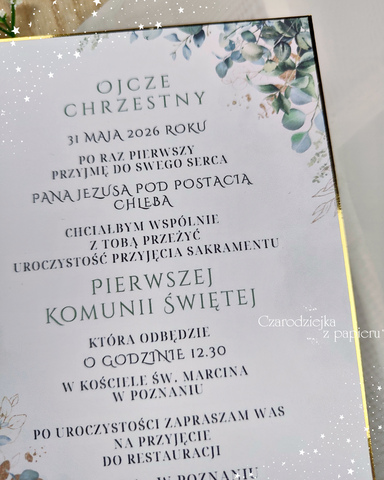 OJCZE
CHRZESTNY
31 MAJA 2026 ROKU
PO RAZ PIERWSZY
PRZYJMĘ DO SWEGO SERCA
PANA JEZUSA POD POSTACIĄ
CHLEBA
CHCIAŁBYM WSPÓLNIE
Z TOBĄ PRZEŻYĆ
UROCZYSTOŚĆ PRZYJĘCIA SAKRAMENTU
PIERWSZEJ
KOMUNII ŚWIĘTEJ
KTÓRA ODBĘDZIE
O GODZINIE 12.30
W KOŚCIELE ŚW. MARCINA
W POZNANIU
PO UROCZYSTOŚCI ZAPRASZAM WAS
NA PRZYJĘCIE
DO RESTAURACJI
W POZNANIU
Czarodziejka
z papieru